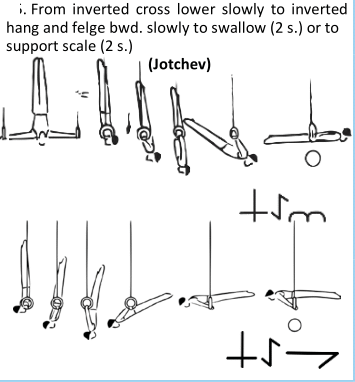 . From inverted cross lower slowly to inverted
hang and felge bwd. slowly to swallow (2 s.) or to
support scale (2 s.)
(Jotchev)